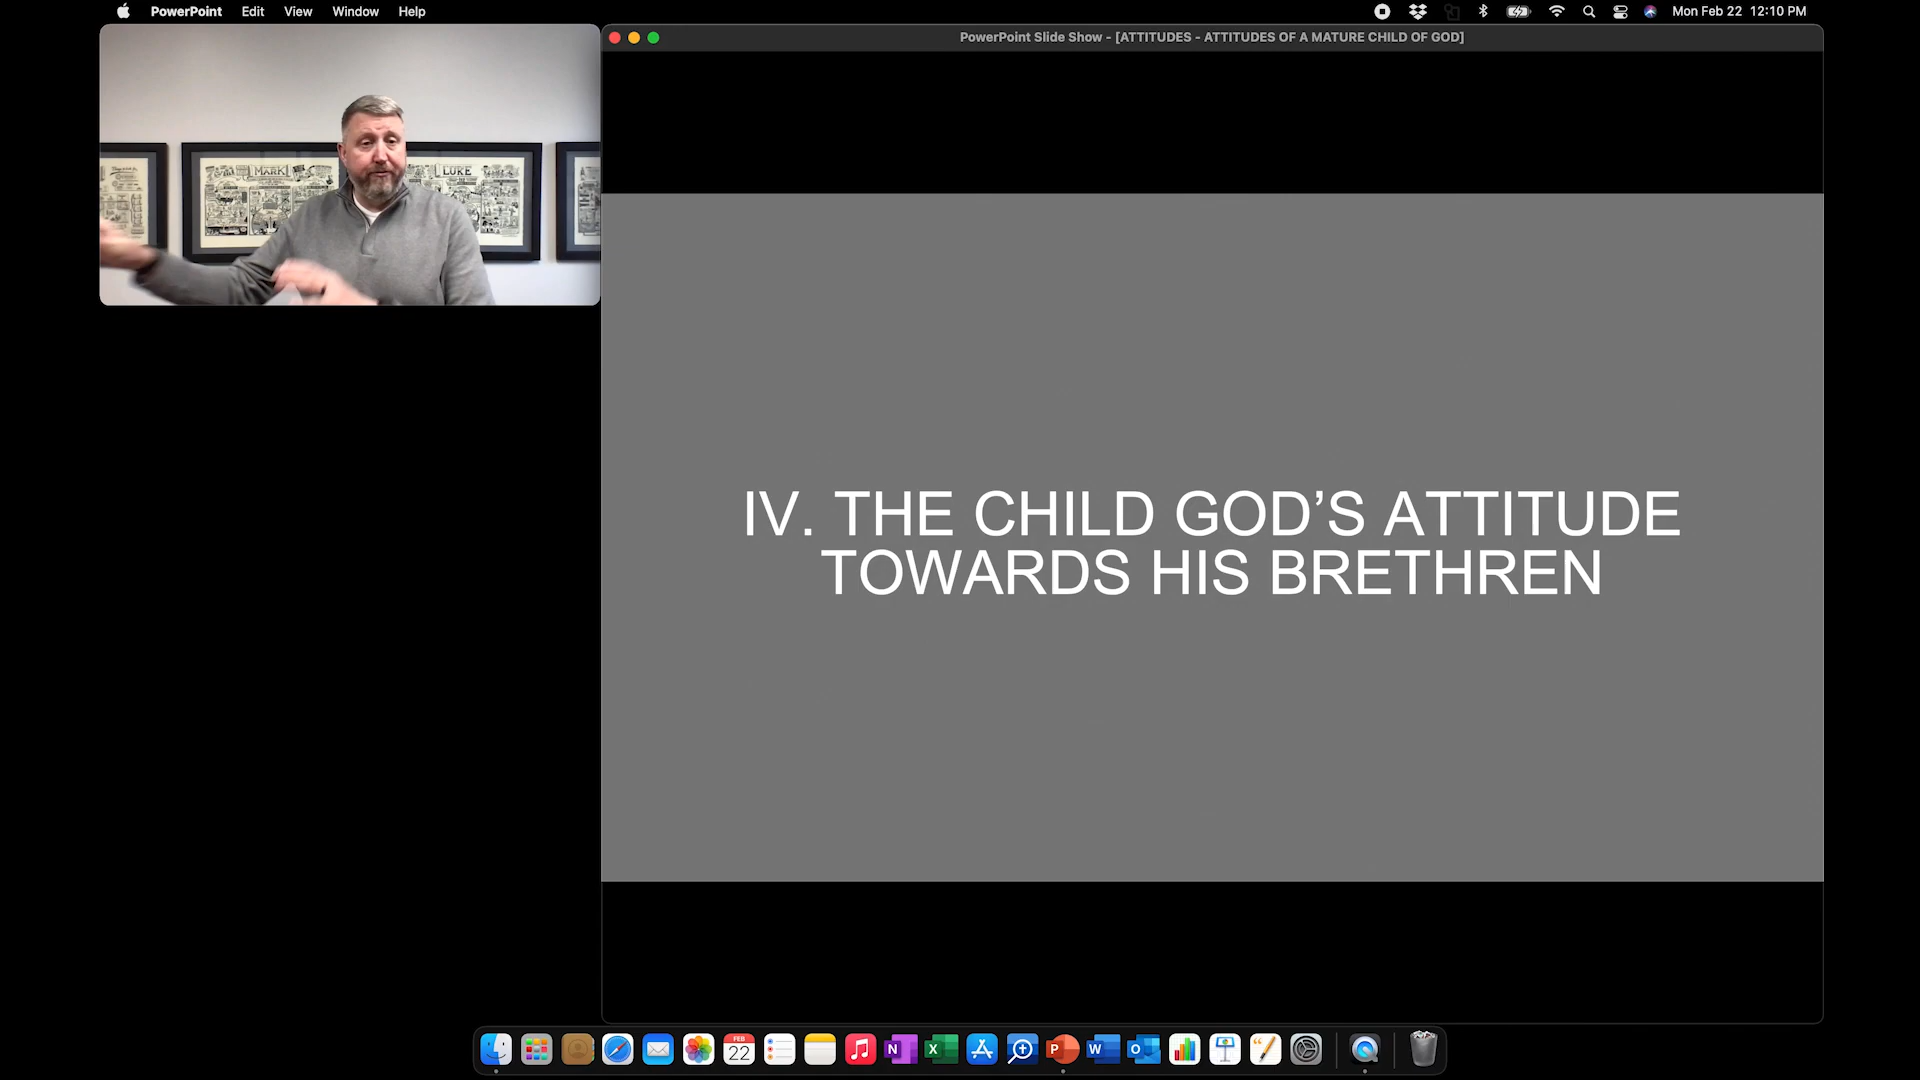 PowerPoint Edit View Window Help
Mon Feb 22 12:10 PM
PowerPoint Slide Show - [ATTITUDES - ATTITUDES OF A MATURE CHILD OF GOD]
MARK
LUKE
IV. THE CHILD GOD’S ATTITUDE
TOWARDS HIS BRETHREN
FEB
22
N
X
P
W
O